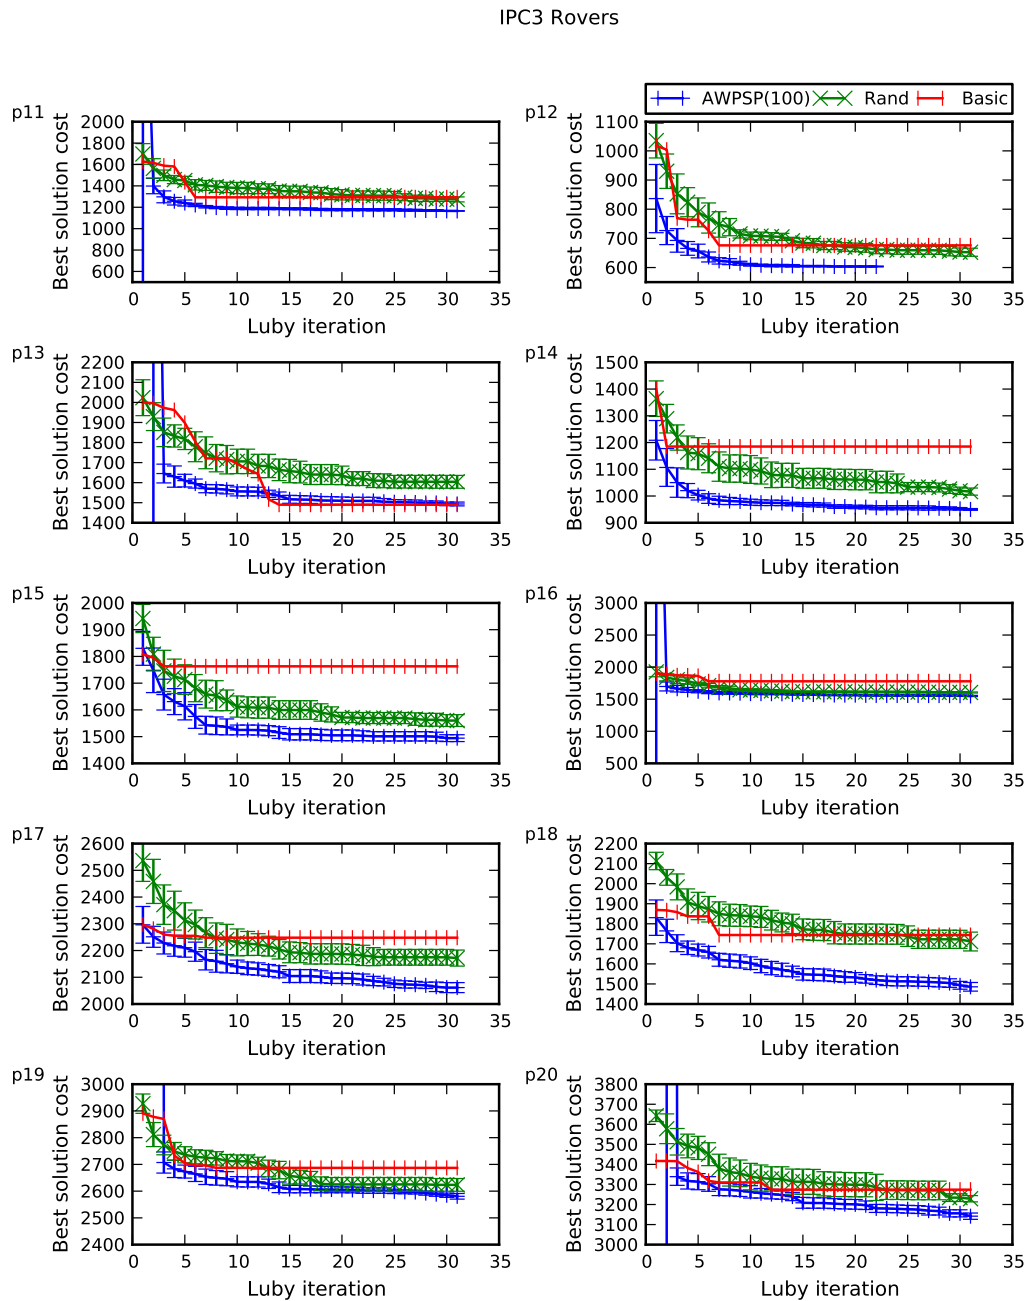 IPC3 Rovers
AWPSP(100) Rand Basic
p11
Best solution cost
2000
1800
1600
1400
1200
1000
800
600
0 5 10 15 20 25 30 35
Luby iteration
p12
Best solution cost
1100
1000
900
800
700
600
0 5 10 15 20 25 30 35
Luby iteration
p13
Best solution cost
2200
2100
2000
1900
1800
1700
1600
1500
1400
0 5 10 15 20 25 30 35
Luby iteration
p14
Best solution cost
1500
1400
1300
1200
1100
1000
900
0 5 10 15 20 25 30 35
Luby iteration
p15
Best solution cost
2000
1900
1800
1700
1600
1500
1400
0 5 10 15 20 25 30 35
Luby iteration
p16
Best solution cost
3000
2500
2000
1500
1000
500
0 5 10 15 20 25 30 35
Luby iteration
p17
Best solution cost
2600
2500
2400
2300
2200
2100
2000
0 5 10 15 20 25 30 35
Luby iteration
p18
Best solution cost
2200
2100
2000
1900
1800
1700
1600
1500
1400
0 5 10 15 20 25 30 35
Luby iteration
p19
Best solution cost
3000
2900
2800
2700
2600
2500
2400
0 5 10 15 20 25 30 35
Luby iteration
p20
Best solution cost
3800
3700
3600
3500
3400
3300
3200
3100
3000
0 5 10 15 20 25 30 35
Luby iteration